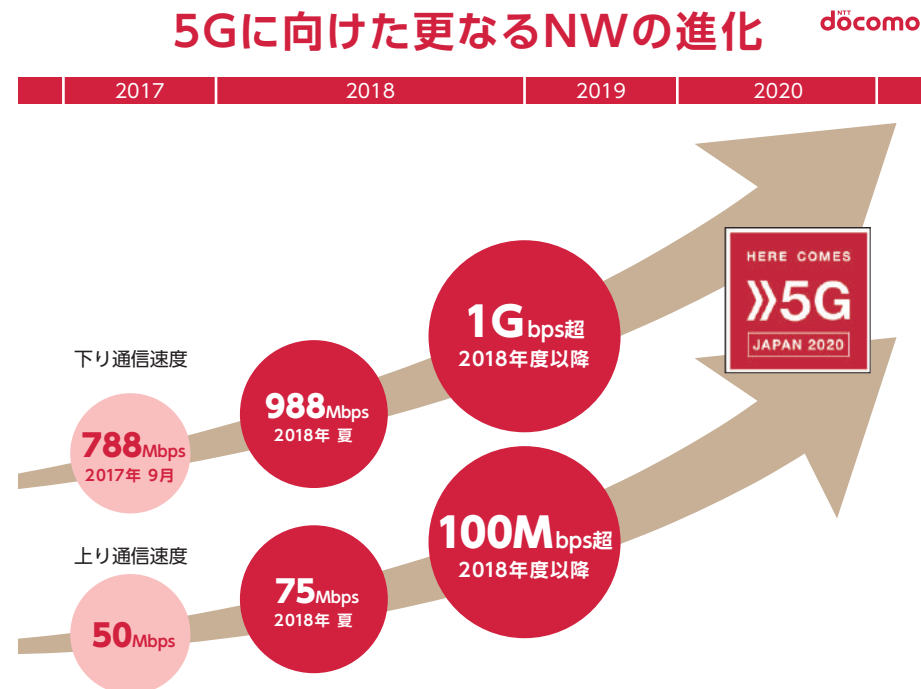 5Gに向けた更なるNWの進化
NTT
döcomo
2017 2018 2019 2020
HERE COMES
5G
JAPAN 2020
1Gbps超
2018年度以降
下り通信速度
988Mbps
2018年 夏
788Mbps
2017年 9月
100Mbps超
2018年度以降
上り通信速度
75Mbps
2018年 夏
50Mbps